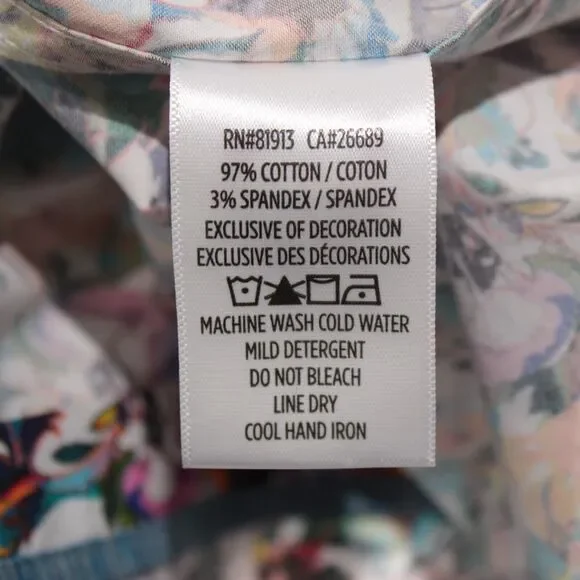 RN#81913 CA#26689
97% COTTON / COTON
3% SPANDEX / SPANDEX
EXCLUSIVE OF DECORATION
EXCLUSIVE DES DÉCORATIONS
MACHINE WASH COLD WATER
MILD DETERGENT
DO NOT BLEACH
LINE DRY
COOL HAND IRON